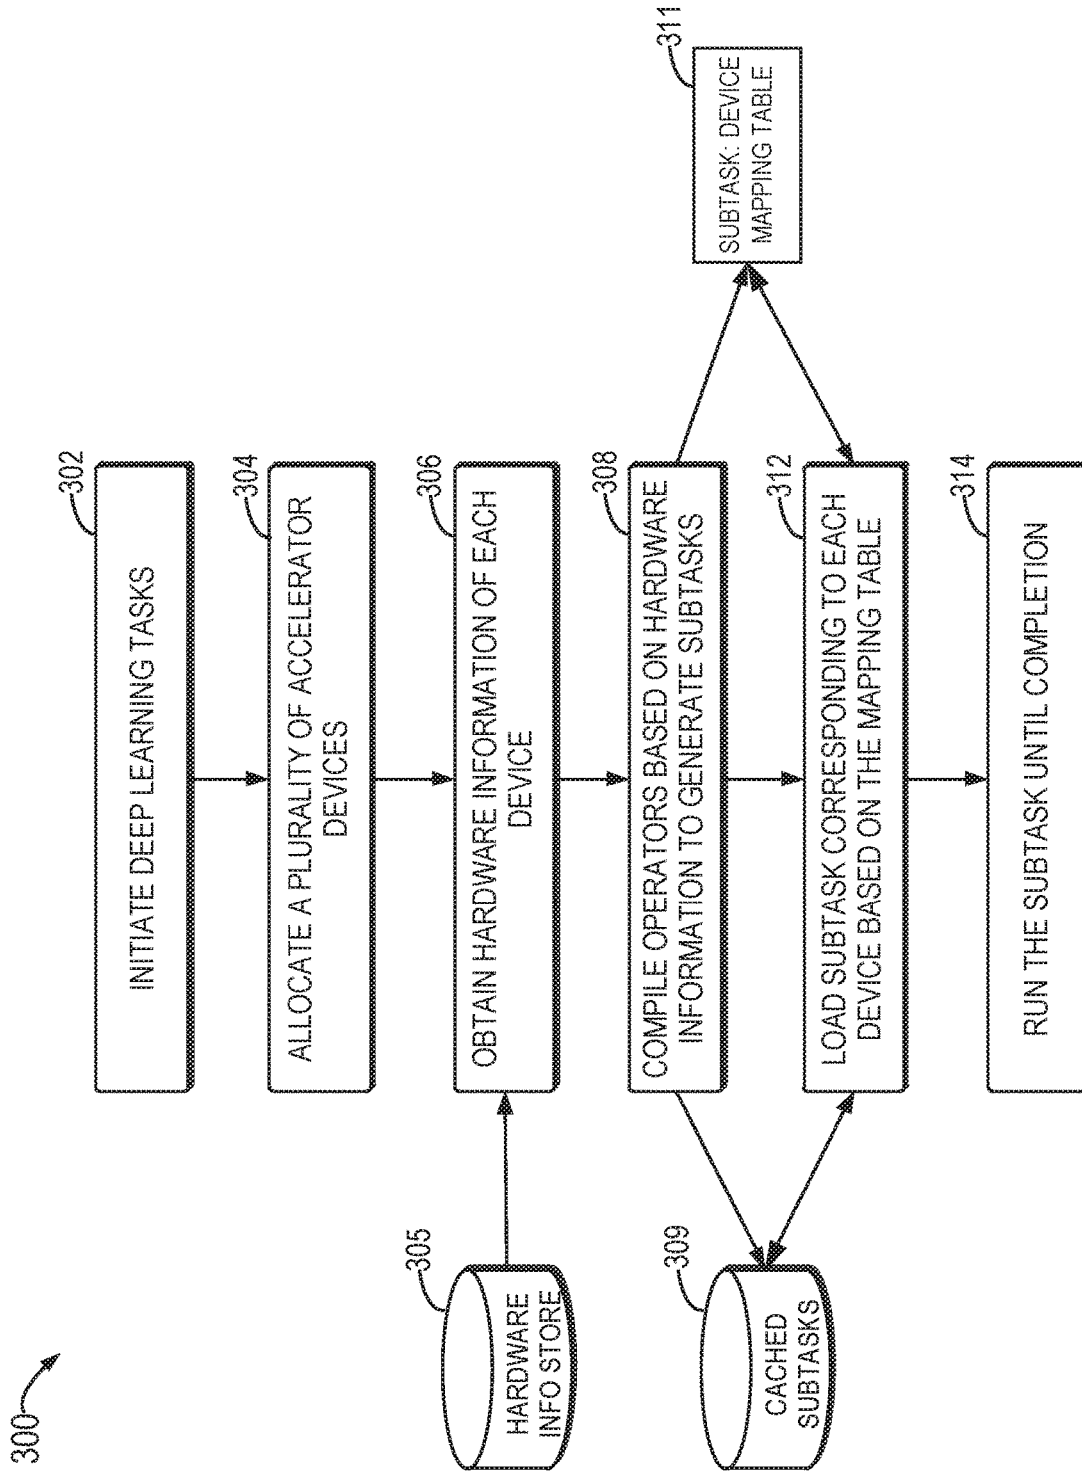 300
302
INITIATE DEEP LEARNING TASKS
304
ALLOCATE A PLURALITY OF ACCELERATOR
DEVICES
305
HARDWARE
INFO STORE
306
OBTAIN HARDWARE INFORMATION OF EACH
DEVICE
308
COMPILE OPERATORS BASED ON HARDWARE
INFORMATION TO GENERATE SUBTASKS
309
CACHED
SUBTASKS
311
SUBTASK: DEVICE
MAPPING TABLE
312
LOAD SUBTASK CORRESPONDING TO EACH
DEVICE BASED ON THE MAPPING TABLE
314
RUN THE SUBTASK UNTIL COMPLETION